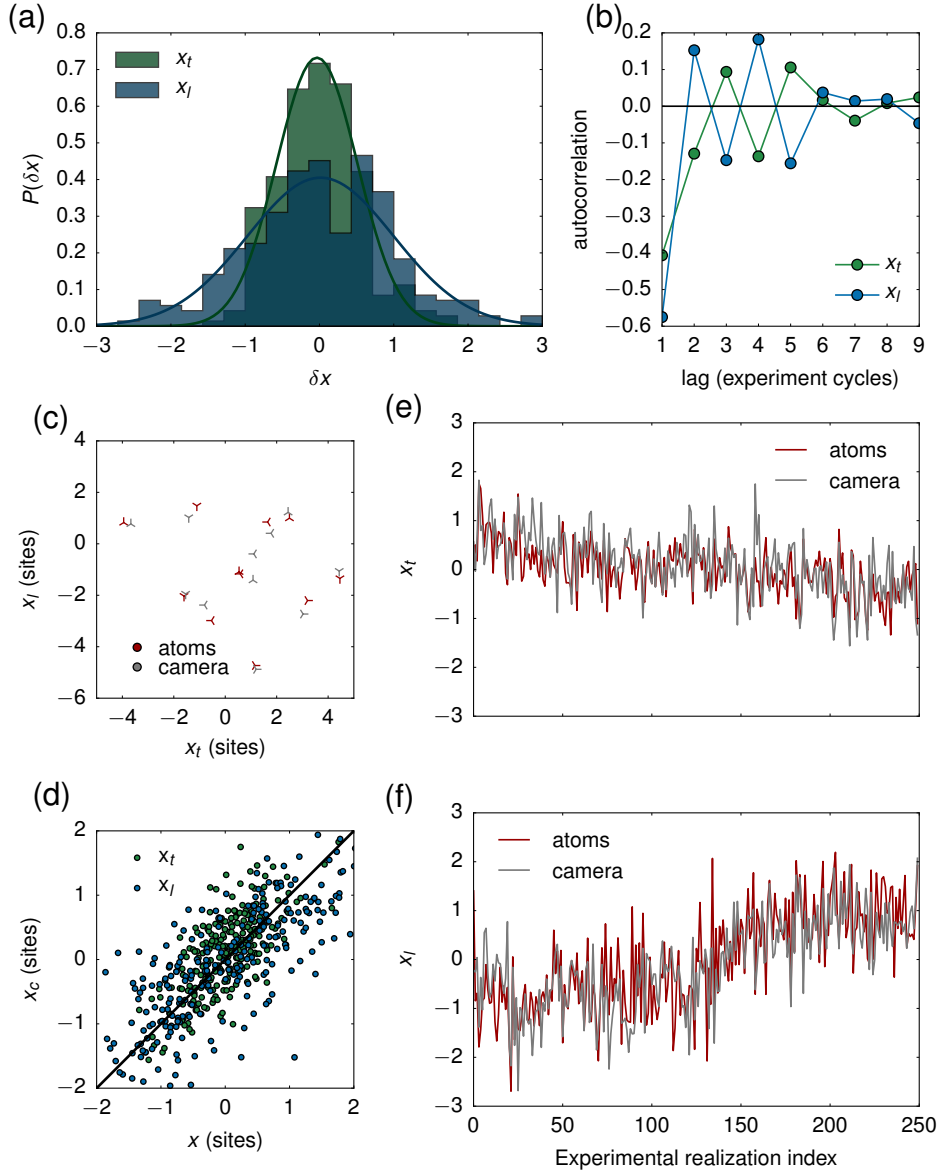 (a)
0.8
0.7
0.6
0.5
0.4
0.3
0.2
0.1
0.0
P(δx)
x_t
x_l
−3 −2 −1 0 1 2 3
δx
(b)
0.2
0.1
0.0
−0.1
−0.2
−0.3
−0.4
−0.5
−0.6
autocorrelation
x_t
x_l
1 2 3 4 5 6 7 8 9
lag (experiment cycles)
(c)
4
2
0
−2
−4
−6
x_l (sites)
atoms
camera
−4 −2 0 2 4
x_t (sites)
(e)
3
2
1
0
−1
−2
−3
x_t
atoms
camera
(d)
2
1
0
−1
−2
x_c (sites)
x_t
x_l
−2 −1 0 1 2
x (sites)
(f)
3
2
1
0
−1
−2
−3
x_l
atoms
camera
0 50 100 150 200 250
Experimental realization index